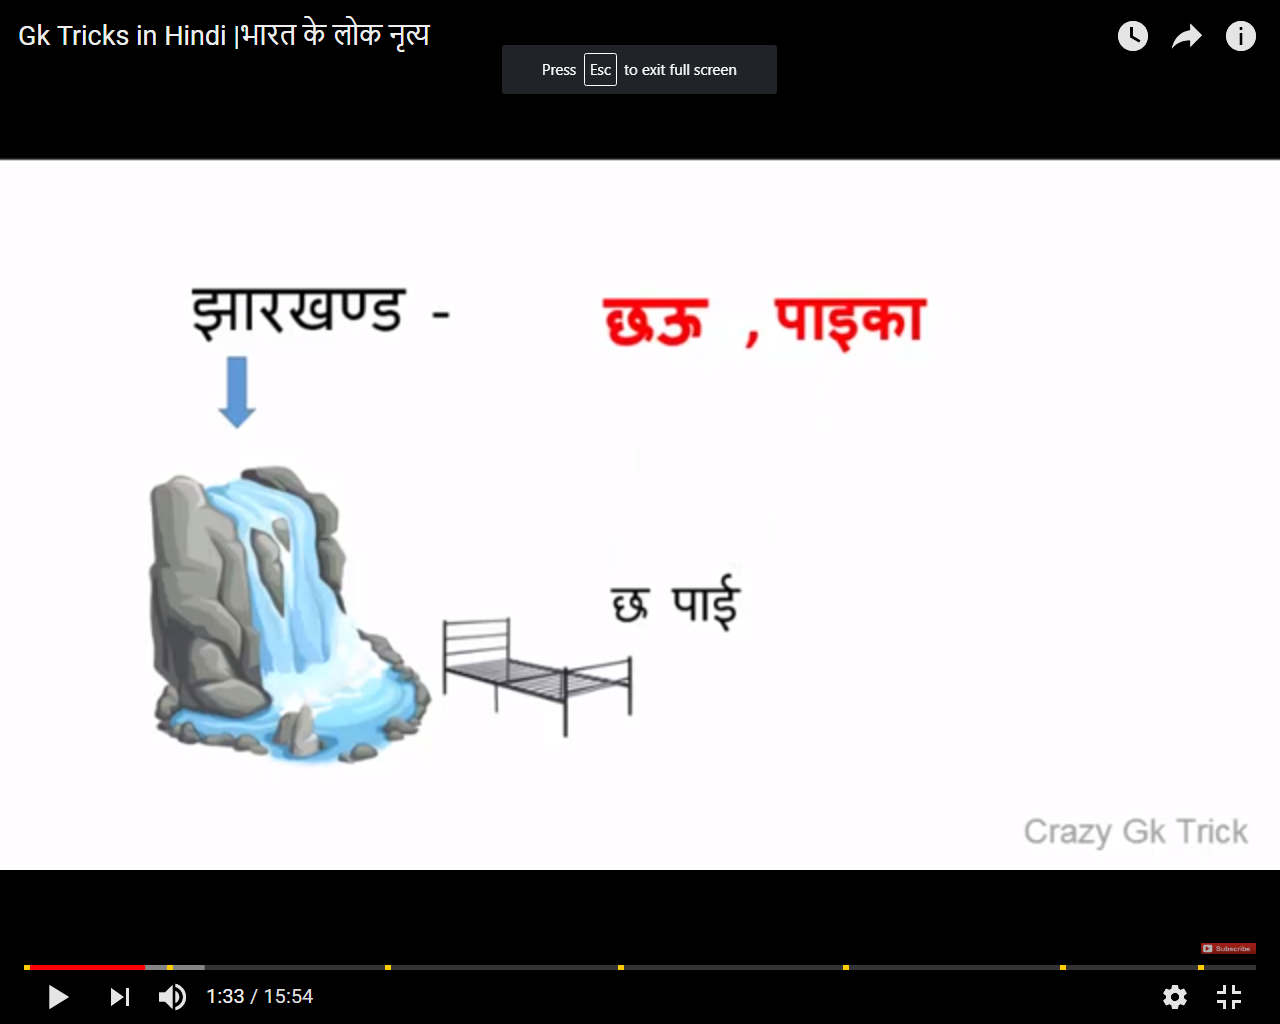 Gk Tricks in Hindi |भारत के लोक नृत्य
Press Esc to exit full screen
झारखण्ड - छऊ , पाइका
छ पाई
Crazy Gk Trick
Subscribe
1:33 / 15:54